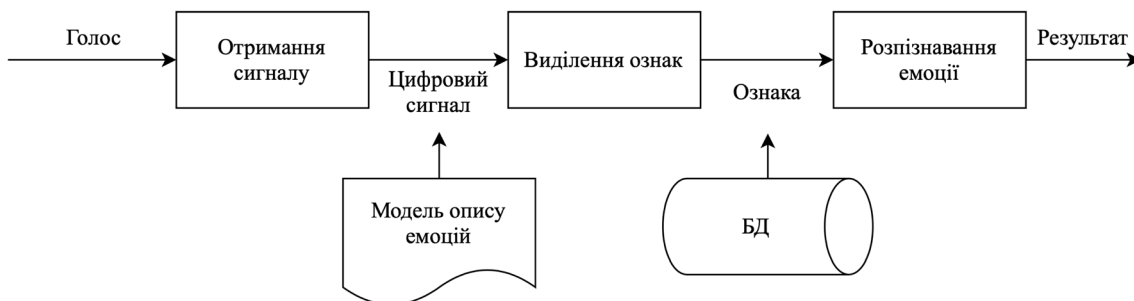 Голос
Отримання
сигналу
Цифровий
сигнал
Виділення ознак
Ознака
Розпізнавання
емоції
Результат
Модель опису
емоцій
БД